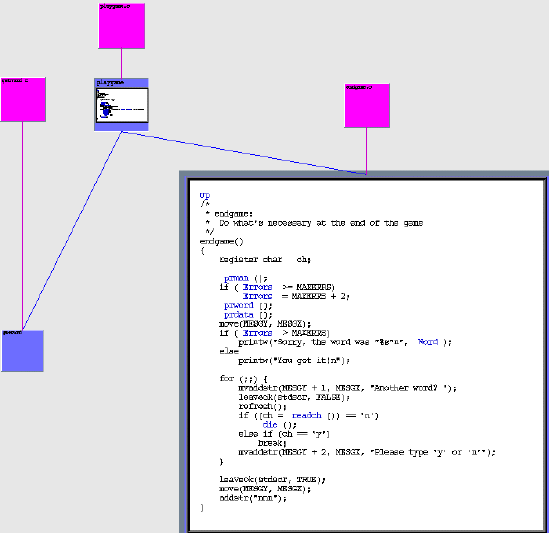 playgame.c
playgame
endgame.c
up
/*
* endgame:
* Do what's necessary at the end of the game
*/
endgame()
{
register char ch;
prman ();
if ( Errors >= MAXERRS)
Errors = MAXERRS + 2;
prword ();
prdata ();
move(MESGY, MESGX);
if ( Errors > MAXERRS)
printw("Sorry, the word was \"%s\"\n", Word );
else
printw("You got it!\n");
for (;;) {
mvaddstr(MESGY + 1, MESGX, "Another word? ");
leaveok(stdscr, FALSE);
refresh();
if ((ch = readch ()) == 'n')
die ();
else if (ch == 'y')
break;
mvaddstr(MESGY + 2, MESGX, "Please type 'y' or 'n'");
}
leaveok(stdscr, TRUE);
move(MESGY, MESGX);
addstr("\n\n\n");
}